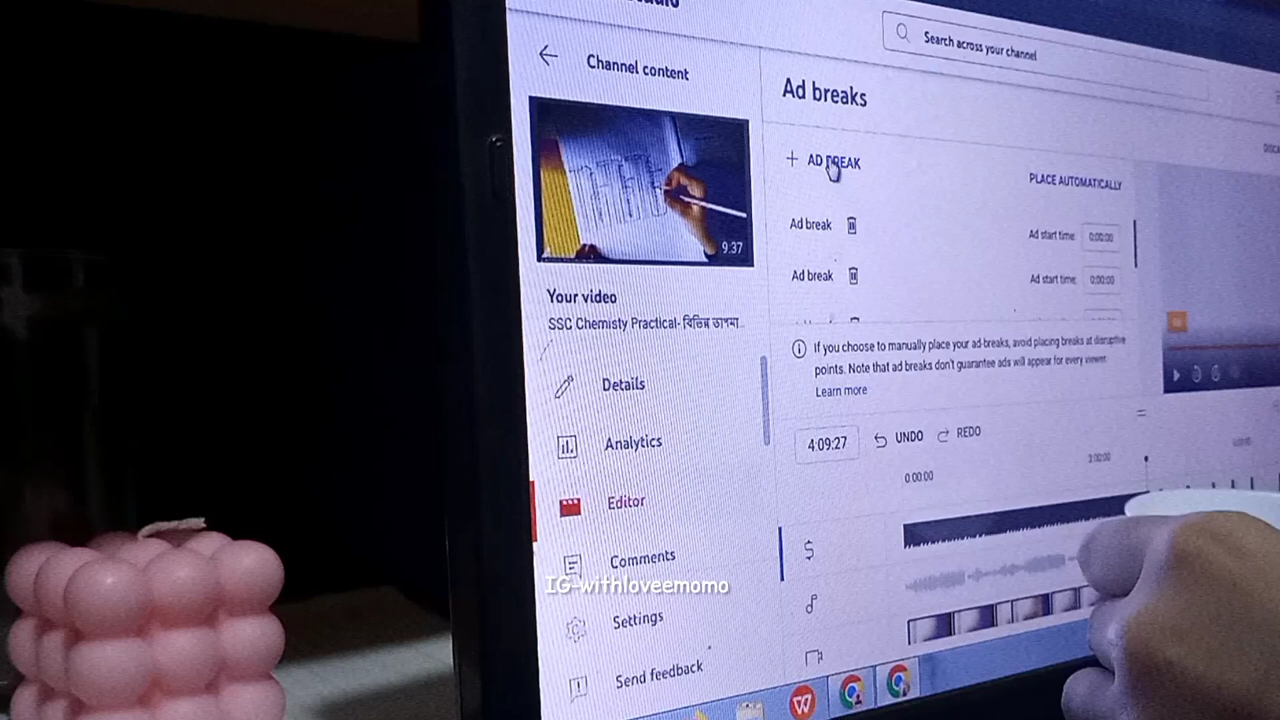 Search across your channel
Channel content
Ad breaks
AD BREAK
PLACE AUTOMATICALLY
Ad break
Ad start time:
0:00:00
9:37
Ad break
Ad start time:
0:00:00
Your video
SSC Chemisty Practical- বিভিন্ন তাপমা...
If you choose to manually place your ad breaks, avoid placing breaks at disruptive
points. Note that ad breaks don't guarantee ads will appear for every viewer.
Learn more
Details
Analytics
4:09:27
UNDO
REDO
0:00:00
2:00:00
Editor
Comments
IG-withloveemomo
Settings
Send feedback